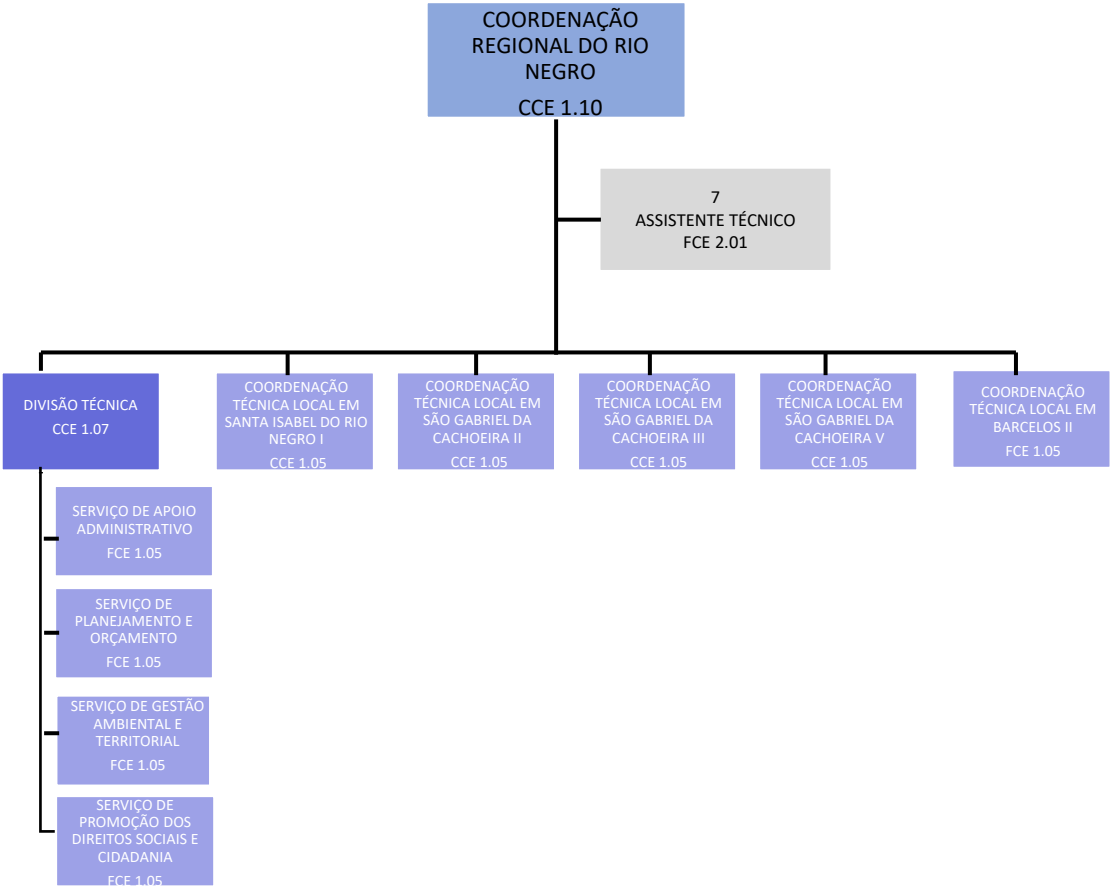 COORDENAÇÃO
REGIONAL DO RIO
NEGRO
CCE 1.10
7
ASSISTENTE TÉCNICO
FCE 2.01
DIVISÃO TÉCNICA
CCE 1.07
COORDENAÇÃO
TÉCNICA LOCAL EM
SANTA ISABEL DO RIO
NEGRO I
CCE 1.05
COORDENAÇÃO
TÉCNICA LOCAL EM
SÃO GABRIEL DA
CACHOEIRA II
CCE 1.05
COORDENAÇÃO
TÉCNICA LOCAL EM
SÃO GABRIEL DA
CACHOEIRA III
CCE 1.05
COORDENAÇÃO
TÉCNICA LOCAL EM
SÃO GABRIEL DA
CACHOEIRA V
CCE 1.05
COORDENAÇÃO
TÉCNICA LOCAL EM
BARCELOS II
FCE 1.05
SERVIÇO DE APOIO
ADMINISTRATIVO
FCE 1.05
SERVIÇO DE
PLANEJAMENTO E
ORÇAMENTO
FCE 1.05
SERVIÇO DE GESTÃO
AMBIENTAL E
TERRITORIAL
FCE 1.05
SERVIÇO DE
PROMOÇÃO DOS
DIREITOS SOCIAIS E
CIDADANIA
FCE 1.05